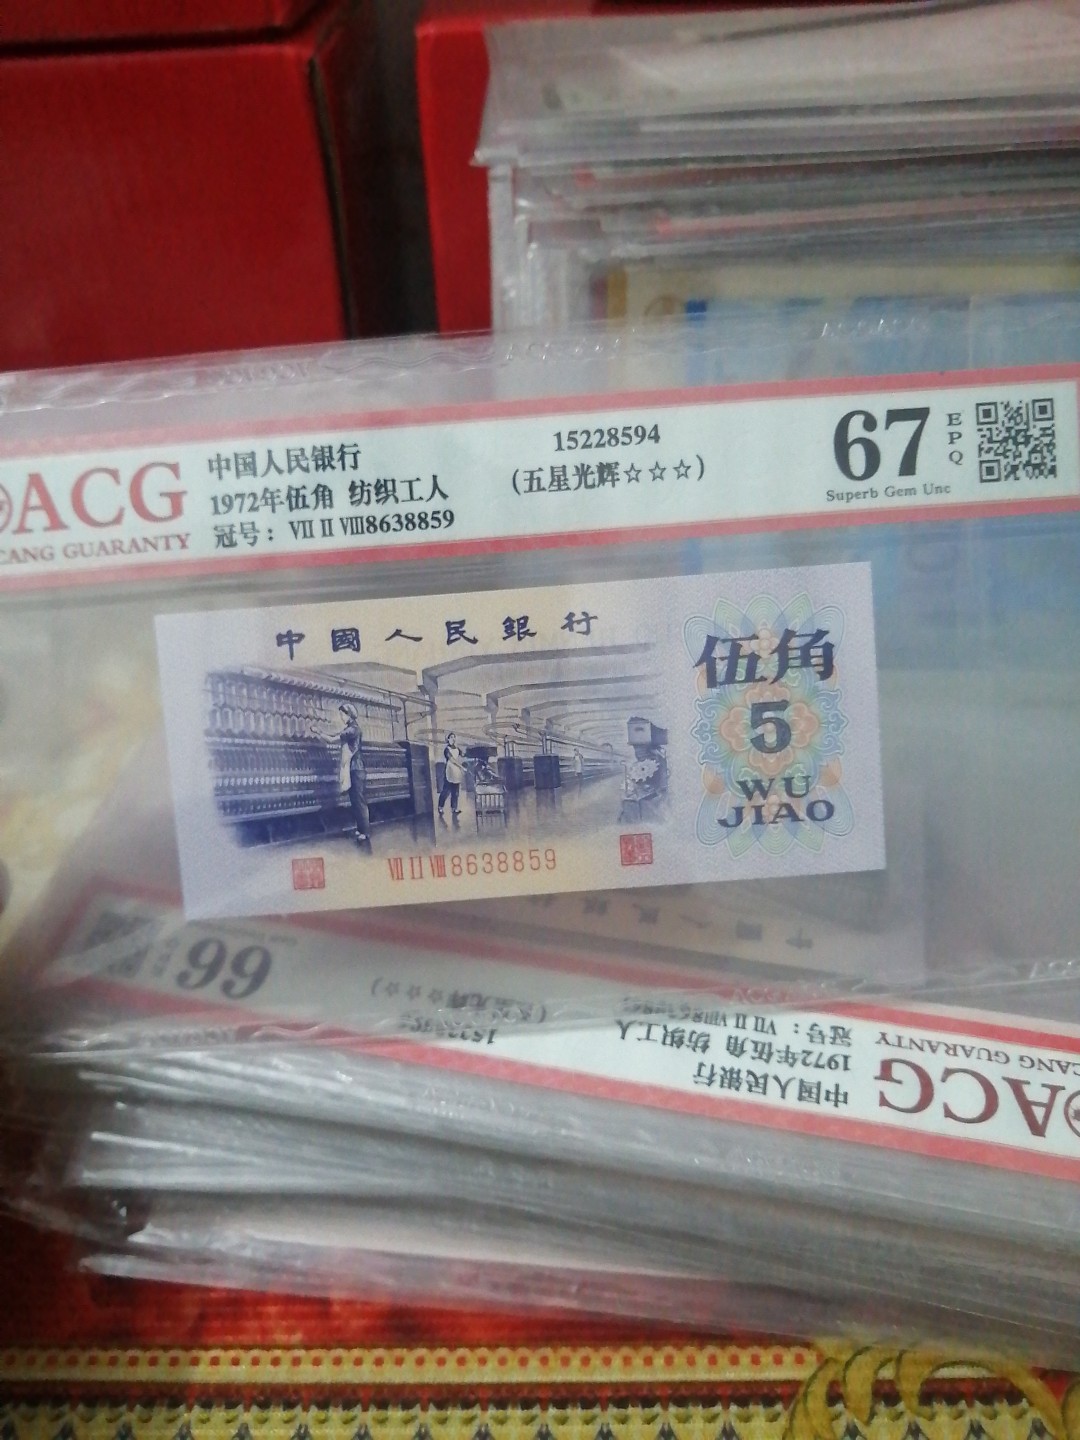 ACG
CANG GUARANTY
中国人民银行
1972年伍角 纺织工人
冠号: Ⅶ Ⅱ Ⅷ8638859
15228594
(五星光辉☆☆☆)
67
EPQ
Superb Gem Unc
中國人民銀行
伍角
5
WU
JIAO
Ⅶ Ⅱ Ⅷ8638859
66
中国人民银行
1972年伍角 纺织工人
冠号: Ⅶ Ⅱ Ⅷ
ACG
CANG GUARANTY